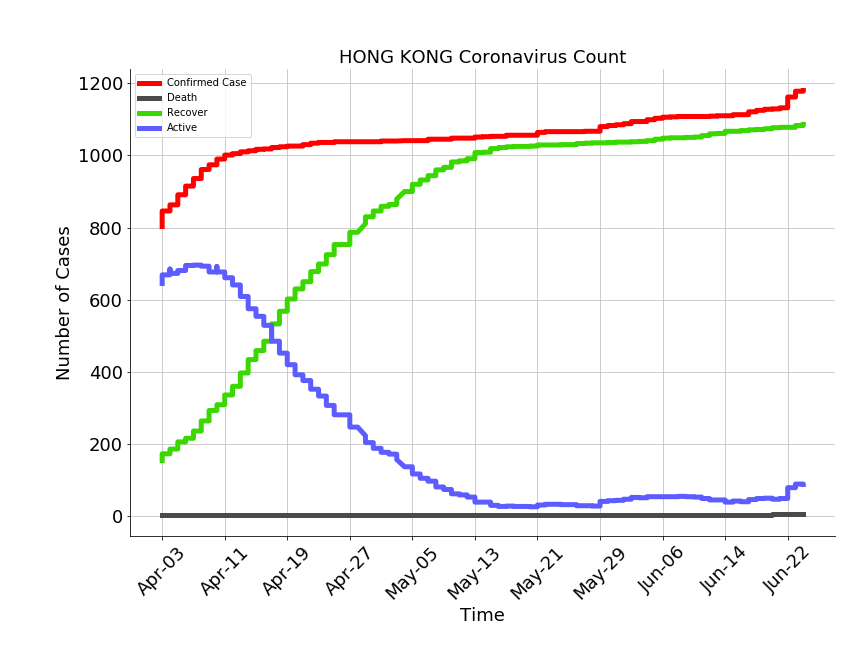 HONG KONG Coronavirus Count
Confirmed Case
Death
Recover
Active
Number of Cases
1200
1000
800
600
400
200
0
Apr-03 Apr-11 Apr-19 Apr-27 May-05 May-13 May-21 May-29 Jun-06 Jun-14 Jun-22
Time